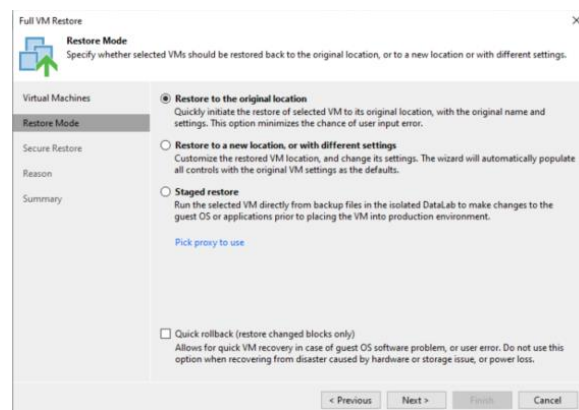 Full VM Restore
Restore Mode
Specify whether selected VMs should be restored back to the original location, or to a new location or with different settings.
Virtual Machines
Restore Mode
Secure Restore
Reason
Summary
Restore to the original location
Quickly initiate the restore of selected VM to its original location, with the original name and
settings. This option minimizes the chance of user input error.
Restore to a new location, or with different settings
Customize the restored VM location, and change its settings. The wizard will automatically populate
all controls with the original VM settings as the defaults.
Staged restore
Run the selected VM directly from backup files in the isolated DataLab to make changes to the
guest OS or applications prior to placing the VM into production environment.
Pick proxy to use
Quick rollback (restore changed blocks only)
Allows for quick VM recovery in case of guest OS software problem, or user error. Do not use this
option when recovering from disaster caused by hardware or storage issue, or power loss.
< Previous Next > Finish Cancel